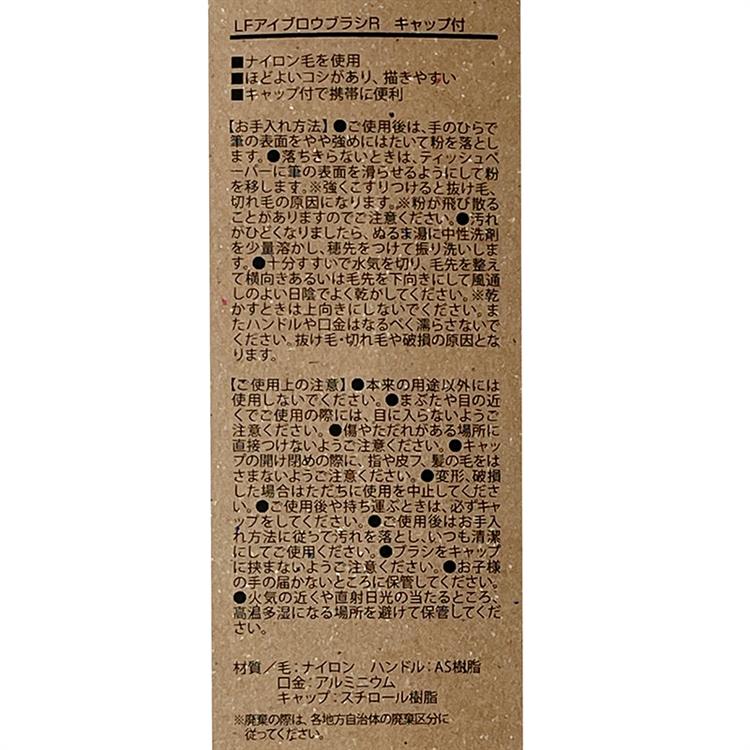 LFアイブロウブラシR　キャップ付
■ナイロン毛を使用
■ほどよいコシがあり、描きやすい
■キャップ付で携帯に便利
【お手入れ方法】●ご使用後は、手のひらで
筆の表面をやや強めにはたいて粉を落とし
ます。●落ちきらないときは、ティッシュペ
ーパーに筆の表面を滑らせるようにして粉
を移します。※強くこすりつけると抜け毛、
切れ毛の原因になります。※粉が飛び散る
ことがありますのでご注意ください。●汚れ
がひどくなりましたら、ぬるま湯に中性洗剤
を少量溶かし、穂先をつけて振り洗いしま
す。●十分すすいで水気を切り、毛先を整え
て横向きあるいは毛先を下向きにして風通
しのよい日陰でよく乾かしてください。※乾
かすときは上向きにしないでください。ま
たハンドルや口金はなるべく濡らさないで
ください。抜け毛・切れ毛や破損の原因とな
ります。
【ご使用上の注意】●本来の用途以外には
使用しないでください。●まぶたや目の近
くでご使用の際には、目に入らないようご
注意ください。●傷やただれがある場所に
直接つけないようご注意ください。●キャッ
プの開け閉めの際に、指や皮フ、髪の毛をは
さまないようご注意ください。●変形、破損
した場合はただちに使用を中止してくださ
い。●ご使用後や持ち運ぶときは、必ずキャ
ップをしてください。●ご使用後はお手入
れ方法に従って汚れを落とし、いつも清潔
にしてご使用ください。●ブラシをキャップ
に挟まないようご注意ください。●お子様
の手の届かないところに保管してください。
●火気の近くや直射日光の当たるところ、
高温多湿になる場所を避けて保管してくだ
さい。
材質／毛：ナイロン　ハンドル：AS樹脂
口金：アルミニウム
キャップ：スチロール樹脂
※廃棄の際は、各地方自治体の廃棄区分に
従ってください。